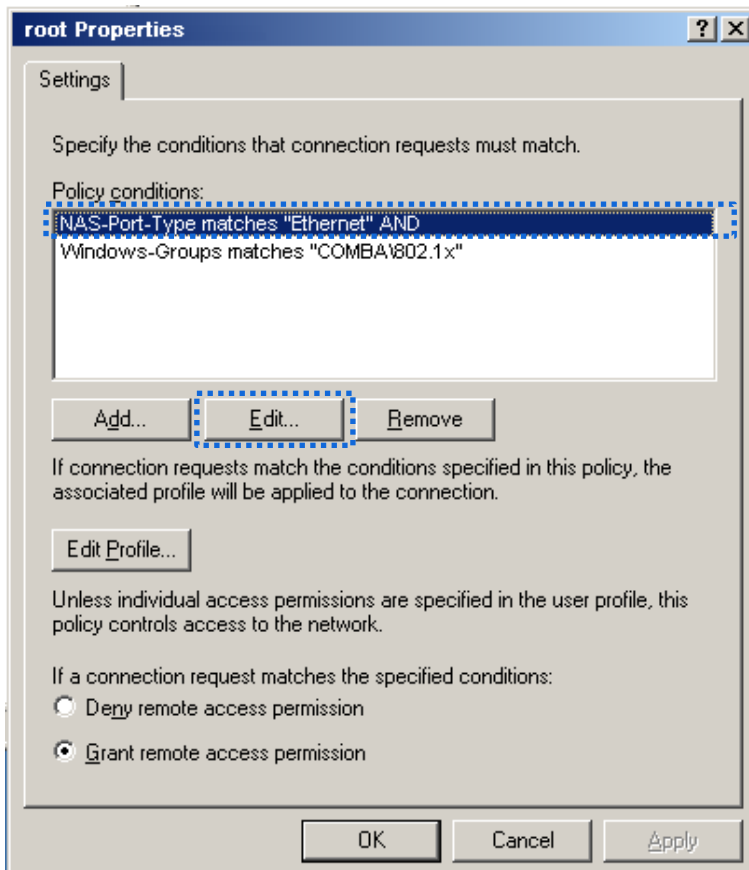 root Properties
Settings
Specify the conditions that connection requests must match.
Policy conditions:
NAS-Port-Type matches "Ethernet" AND
Windows-Groups matches "COMBA\802.1x"
Add... Edit... Remove
If connection requests match the conditions specified in this policy, the
associated profile will be applied to the connection.
Edit Profile...
Unless individual access permissions are specified in the user profile, this
policy controls access to the network.
If a connection request matches the specified conditions:
Deny remote access permission
Grant remote access permission
OK Cancel Apply